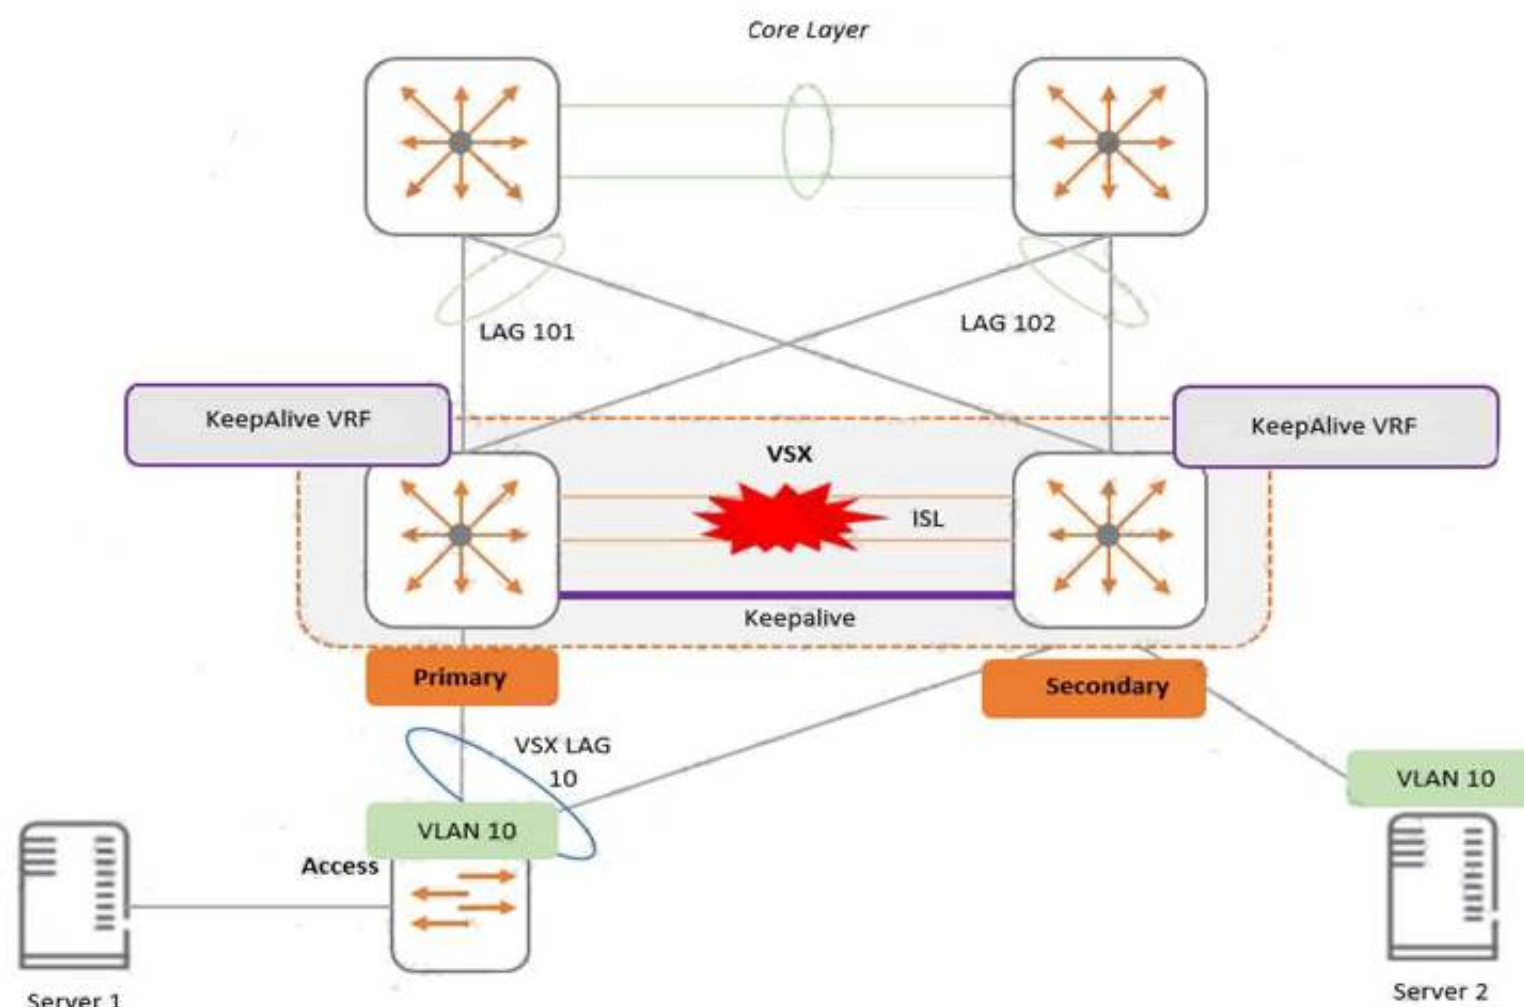 Core Layer
LAG 101
LAG 102
KeepAlive VRF
KeepAlive VRF
VSX
ISL
Keepalive
Primary
Secondary
VSX LAG
10
VLAN 10
VLAN 10
Access
Server 1
Server 2